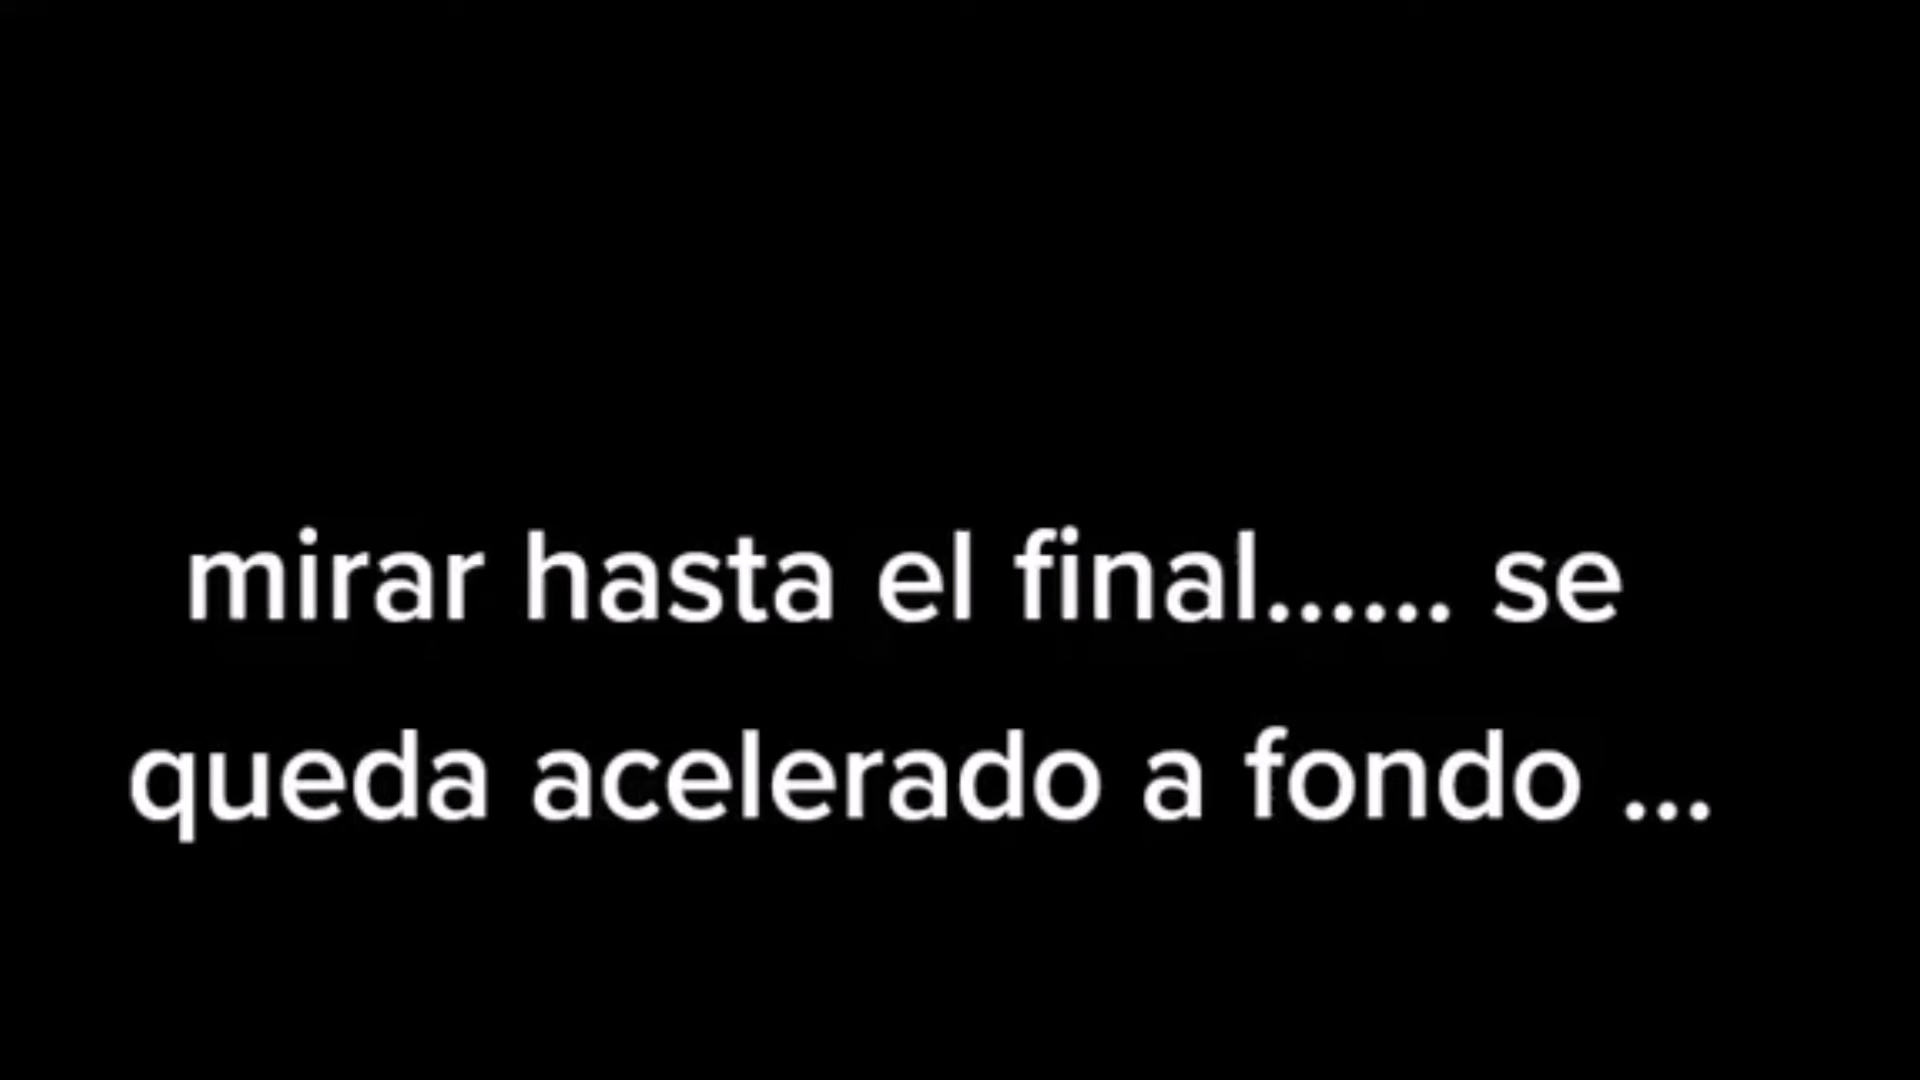 mirar hasta el final...... se
queda acelerado a fondo ...